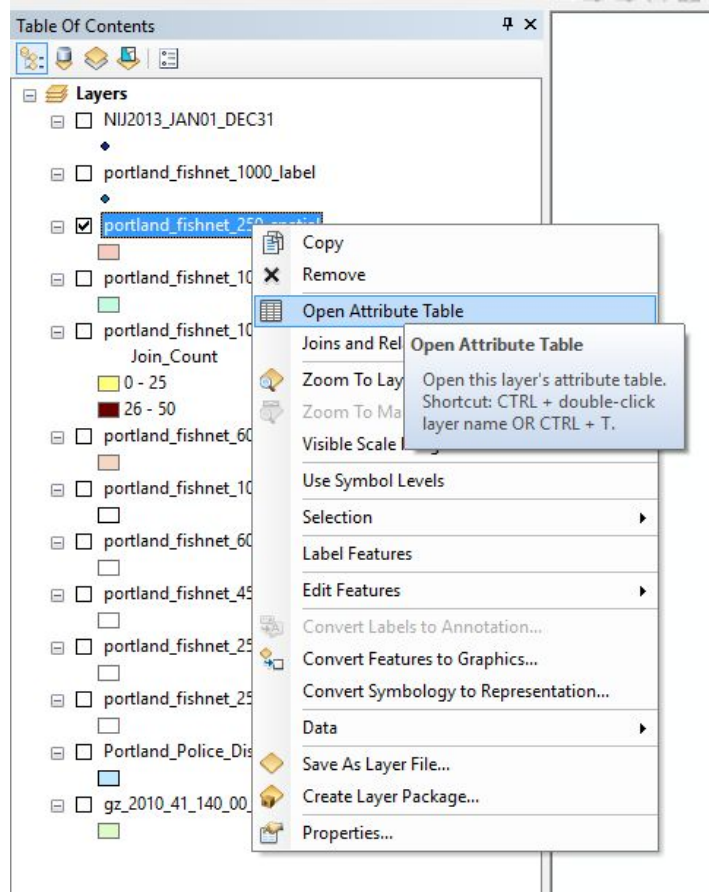 Table Of Contents
Layers
NIJ2013_JAN01_DEC31
portland_fishnet_1000_label
portland_fishnet_250_spatial
portland_fishnet_10
portland_fishnet_10
Join_Count
0 - 25
26 - 50
portland_fishnet_60
portland_fishnet_10
portland_fishnet_60
portland_fishnet_45
portland_fishnet_25
portland_fishnet_25
Portland_Police_Dis
gz_2010_41_140_00_
Copy
Remove
Open Attribute Table
Joins and Rel
Zoom To Lay
Zoom To Ma
Visible Scale
Use Symbol Levels
Selection
Label Features
Edit Features
Convert Labels to Annotation...
Convert Features to Graphics...
Convert Symbology to Representation...
Data
Save As Layer File...
Create Layer Package...
Properties...
Open Attribute Table
Open this layer's attribute table.
Shortcut: CTRL + double-click
layer name OR CTRL + T.